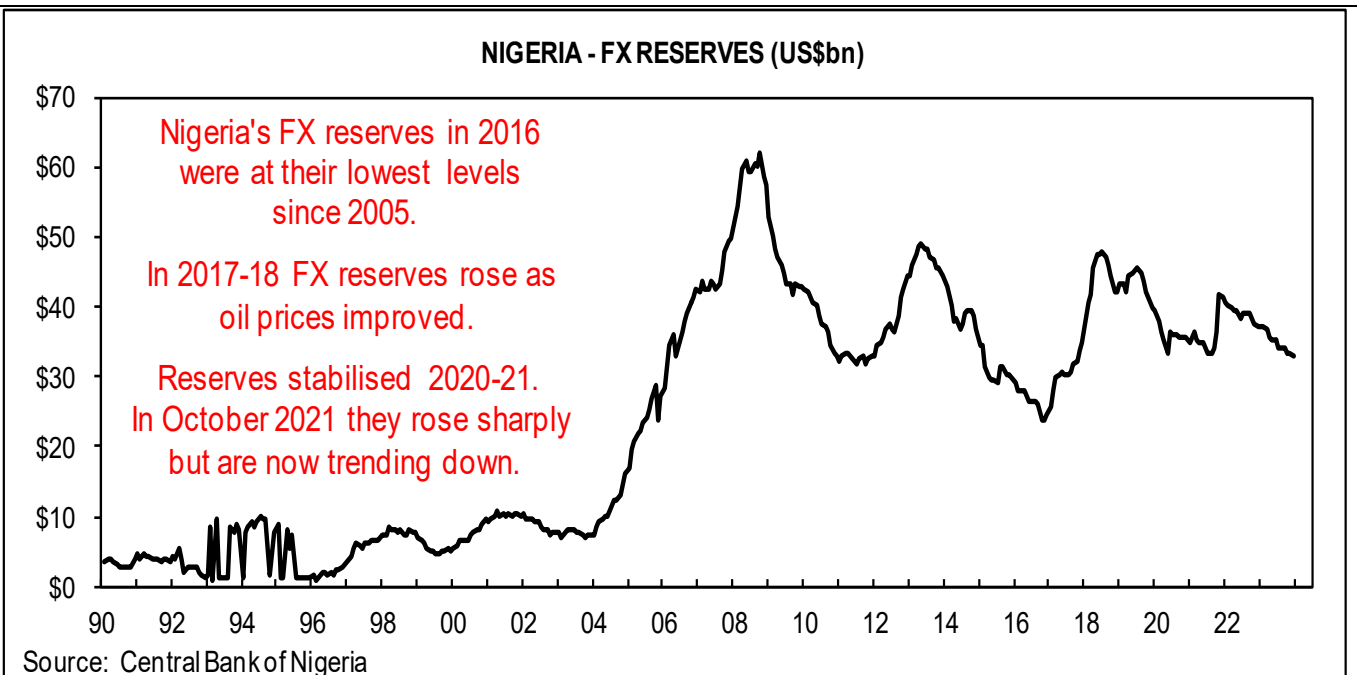 NIGERIA - FX RESERVES (US$bn)
$70
$60
$50
$40
$30
$20
$10
$0
Nigeria's FX reserves in 2016
were at their lowest levels
since 2005.
In 2017-18 FX reserves rose as
oil prices improved.
Reserves stabilised 2020-21.
In October 2021 they rose sharply
but are now trending down.
90 92 94 96 98 00 02 04 06 08 10 12 14 16 18 20 22
Source: Central Bank of Nigeria